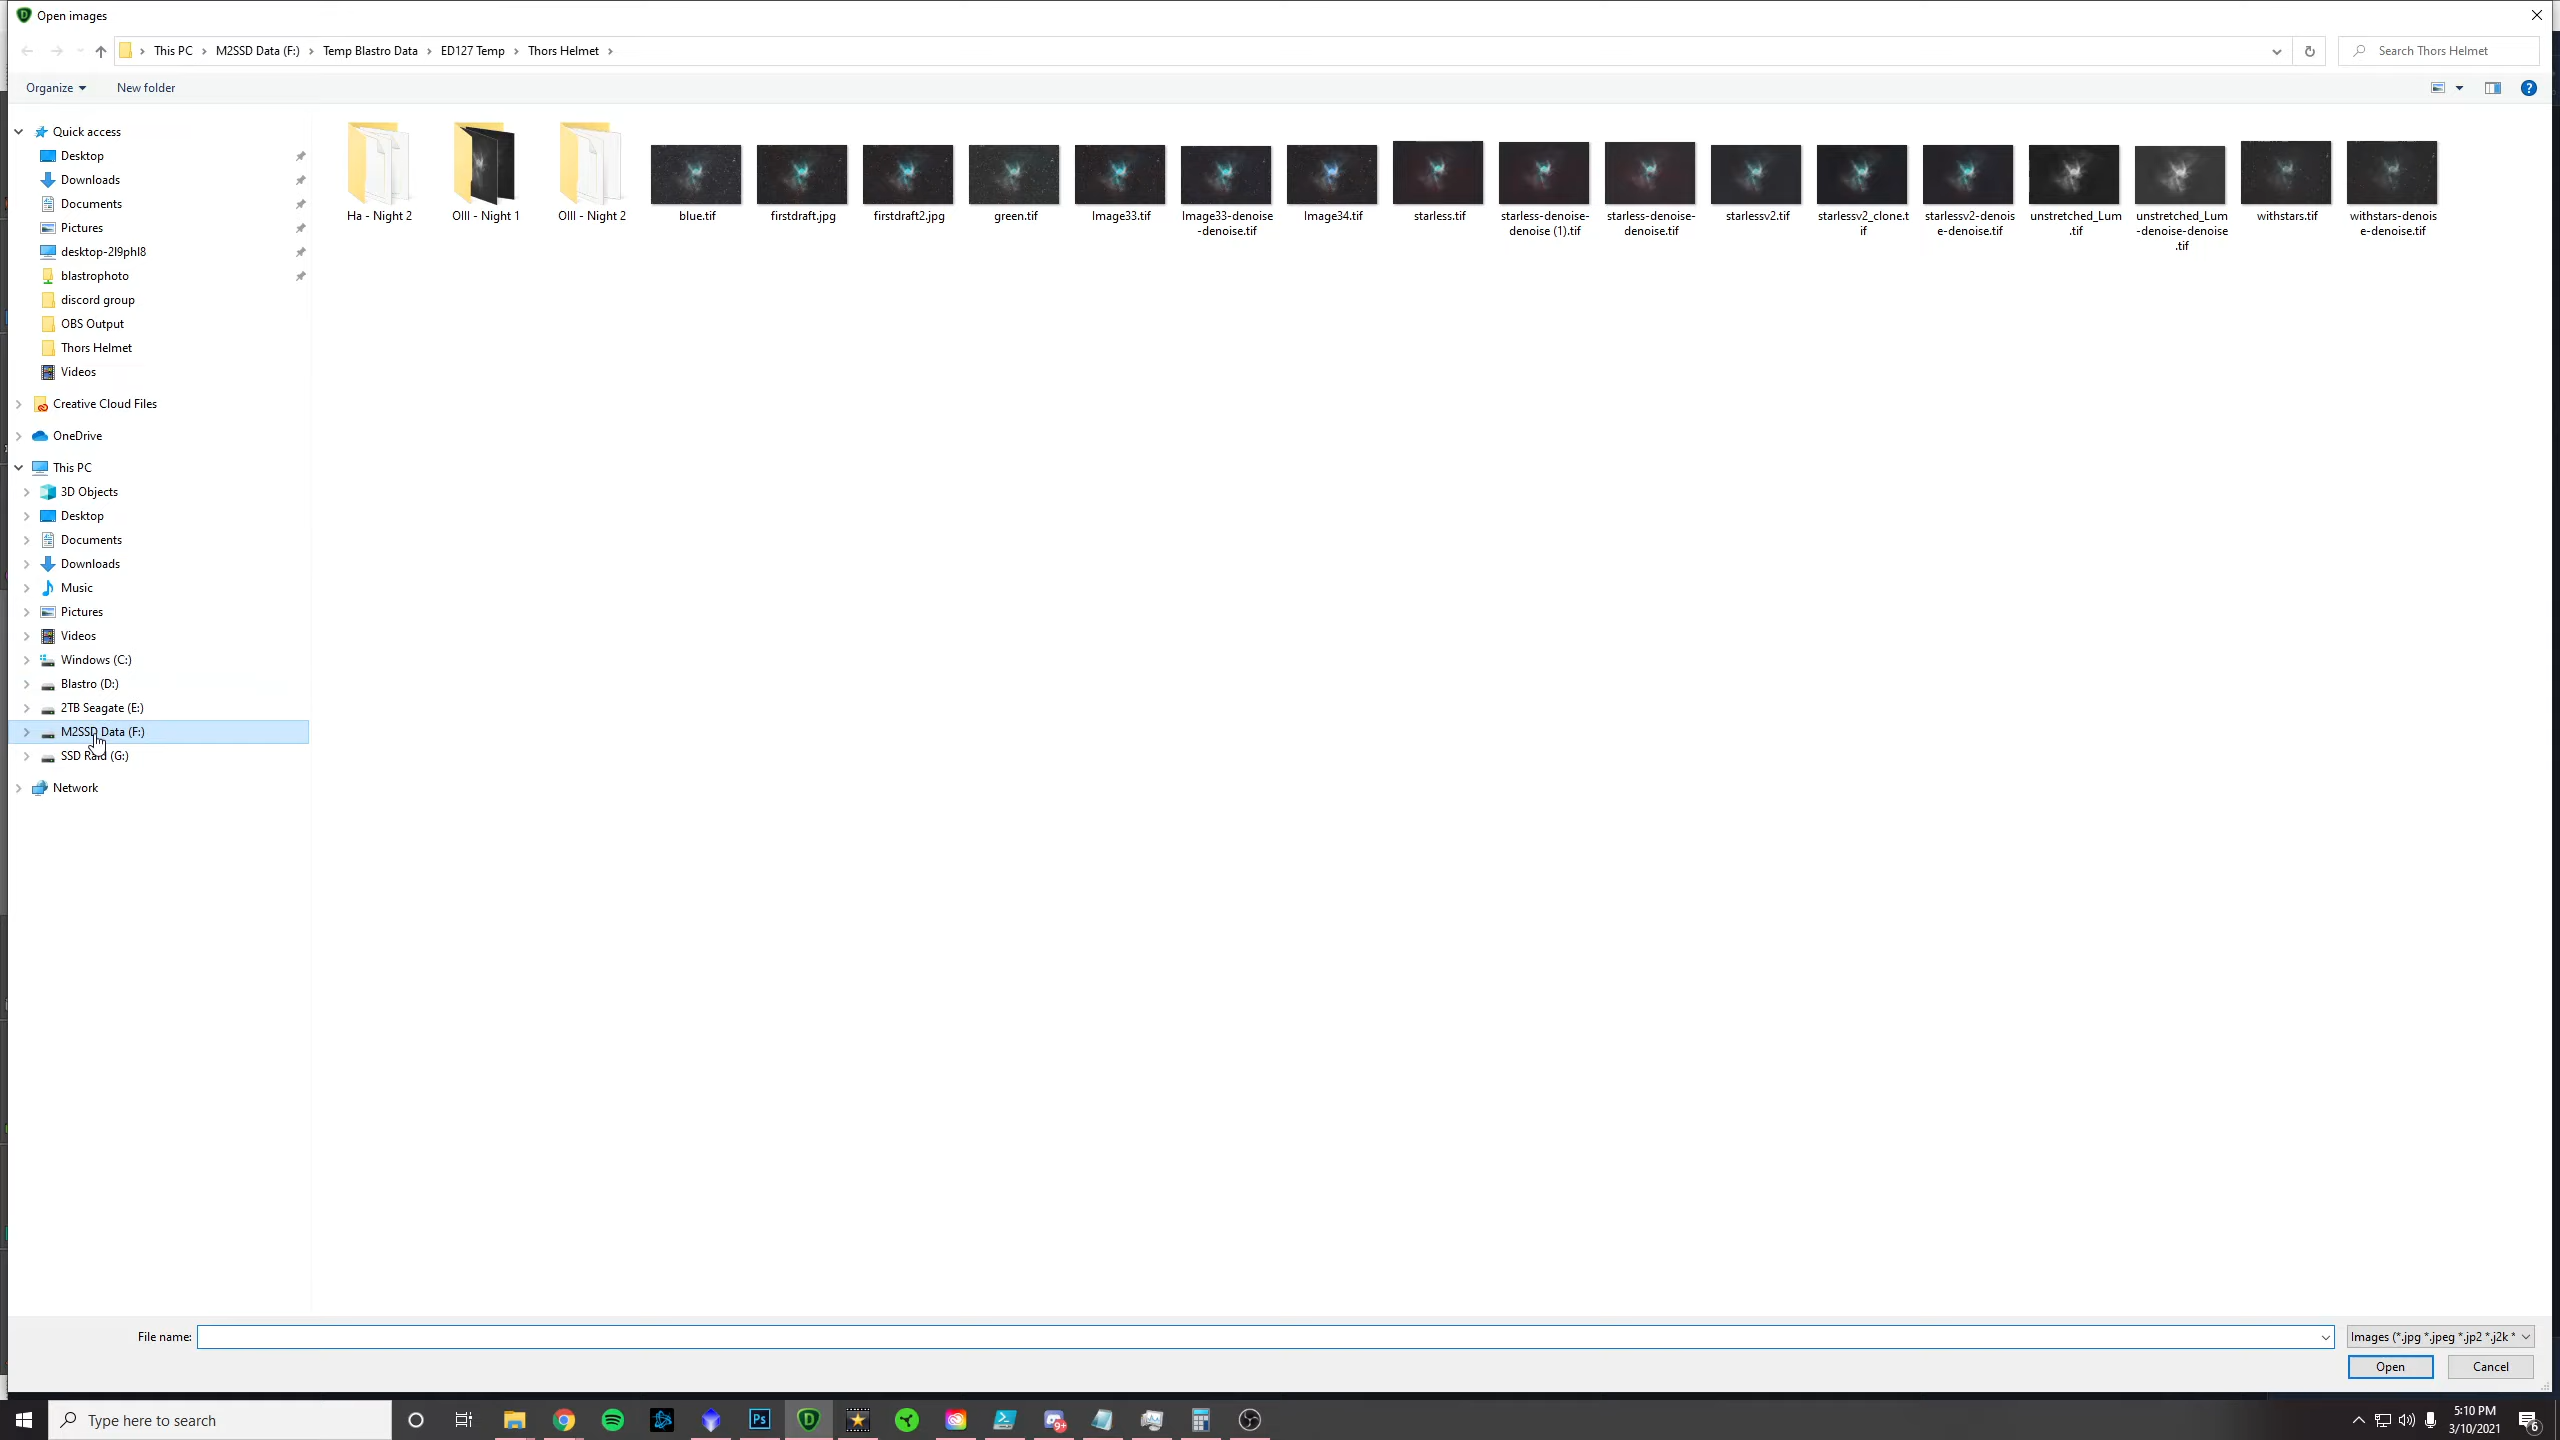 Open images
This PC
M2SSD Data (F:)
Temp Blastro Data
ED127 Temp
Thors Helmet
Search Thors Helmet
Organize
New folder
Quick access
Desktop
Downloads
Documents
Pictures
desktop-2l9phl8
blastrophoto
discord group
OBS Output
Thors Helmet
Videos
Creative Cloud Files
OneDrive
This PC
3D Objects
Desktop
Documents
Downloads
Music
Pictures
Videos
Windows (C:)
Blastro (D:)
2TB Seagate (E:)
M2SSD Data (F:)
SSD Raid (G:)
Network
Ha - Night 2
OIII - Night 1
OIII - Night 2
blue.tif
firstdraft.jpg
firstdraft2.jpg
green.tif
Image33.tif
Image33-denoise
-denoise.tif
Image34.tif
starless.tif
starless-denoise-
denoise (1).tif
starless-denoise-
denoise.tif
starlessv2.tif
starlessv2_clone.t
if
starlessv2-denois
e-denoise.tif
unstretched_Lum
.tif
unstretched_Lum
-denoise-denoise
.tif
withstars.tif
withstars-denois
e-denoise.tif
File name:
Images (*.jpg *.jpeg *.jp2 *.j2k *
Open
Cancel
Type here to search
Ps
D
9+
5:10 PM
3/10/2021
6